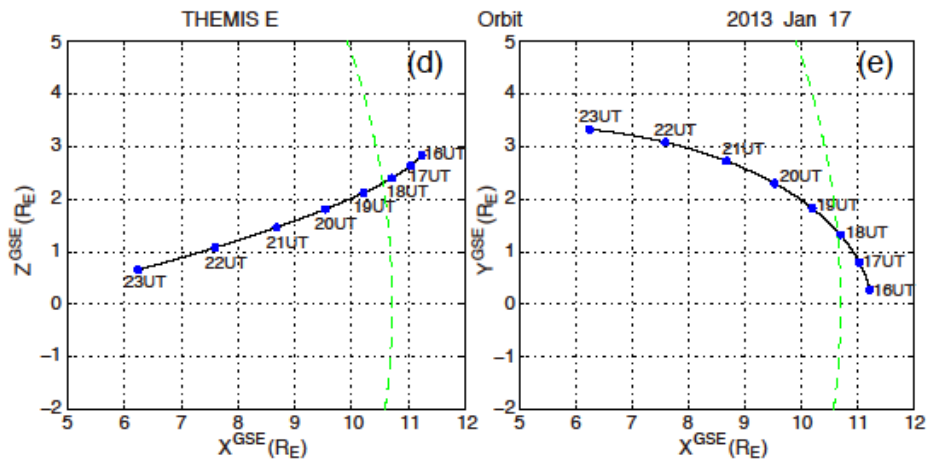 THEMIS E Orbit 2013 Jan 17
(d)
5
4
3
2
1
0
−1
−2
Z^GSE(R_E)
16UT
17UT
18UT
19UT
20UT
21UT
22UT
23UT
5 6 7 8 9 10 11 12
X^GSE(R_E)
(e)
5
4
3
2
1
0
−1
−2
Y^GSE(R_E)
23UT
22UT
21UT
20UT
19UT
18UT
17UT
16UT
5 6 7 8 9 10 11 12
X^GSE(R_E)